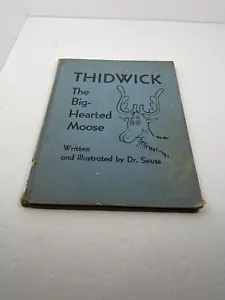 THIDWICK
The
Big-
Hearted
Moose
Written
and illustrated by Dr. Seuss